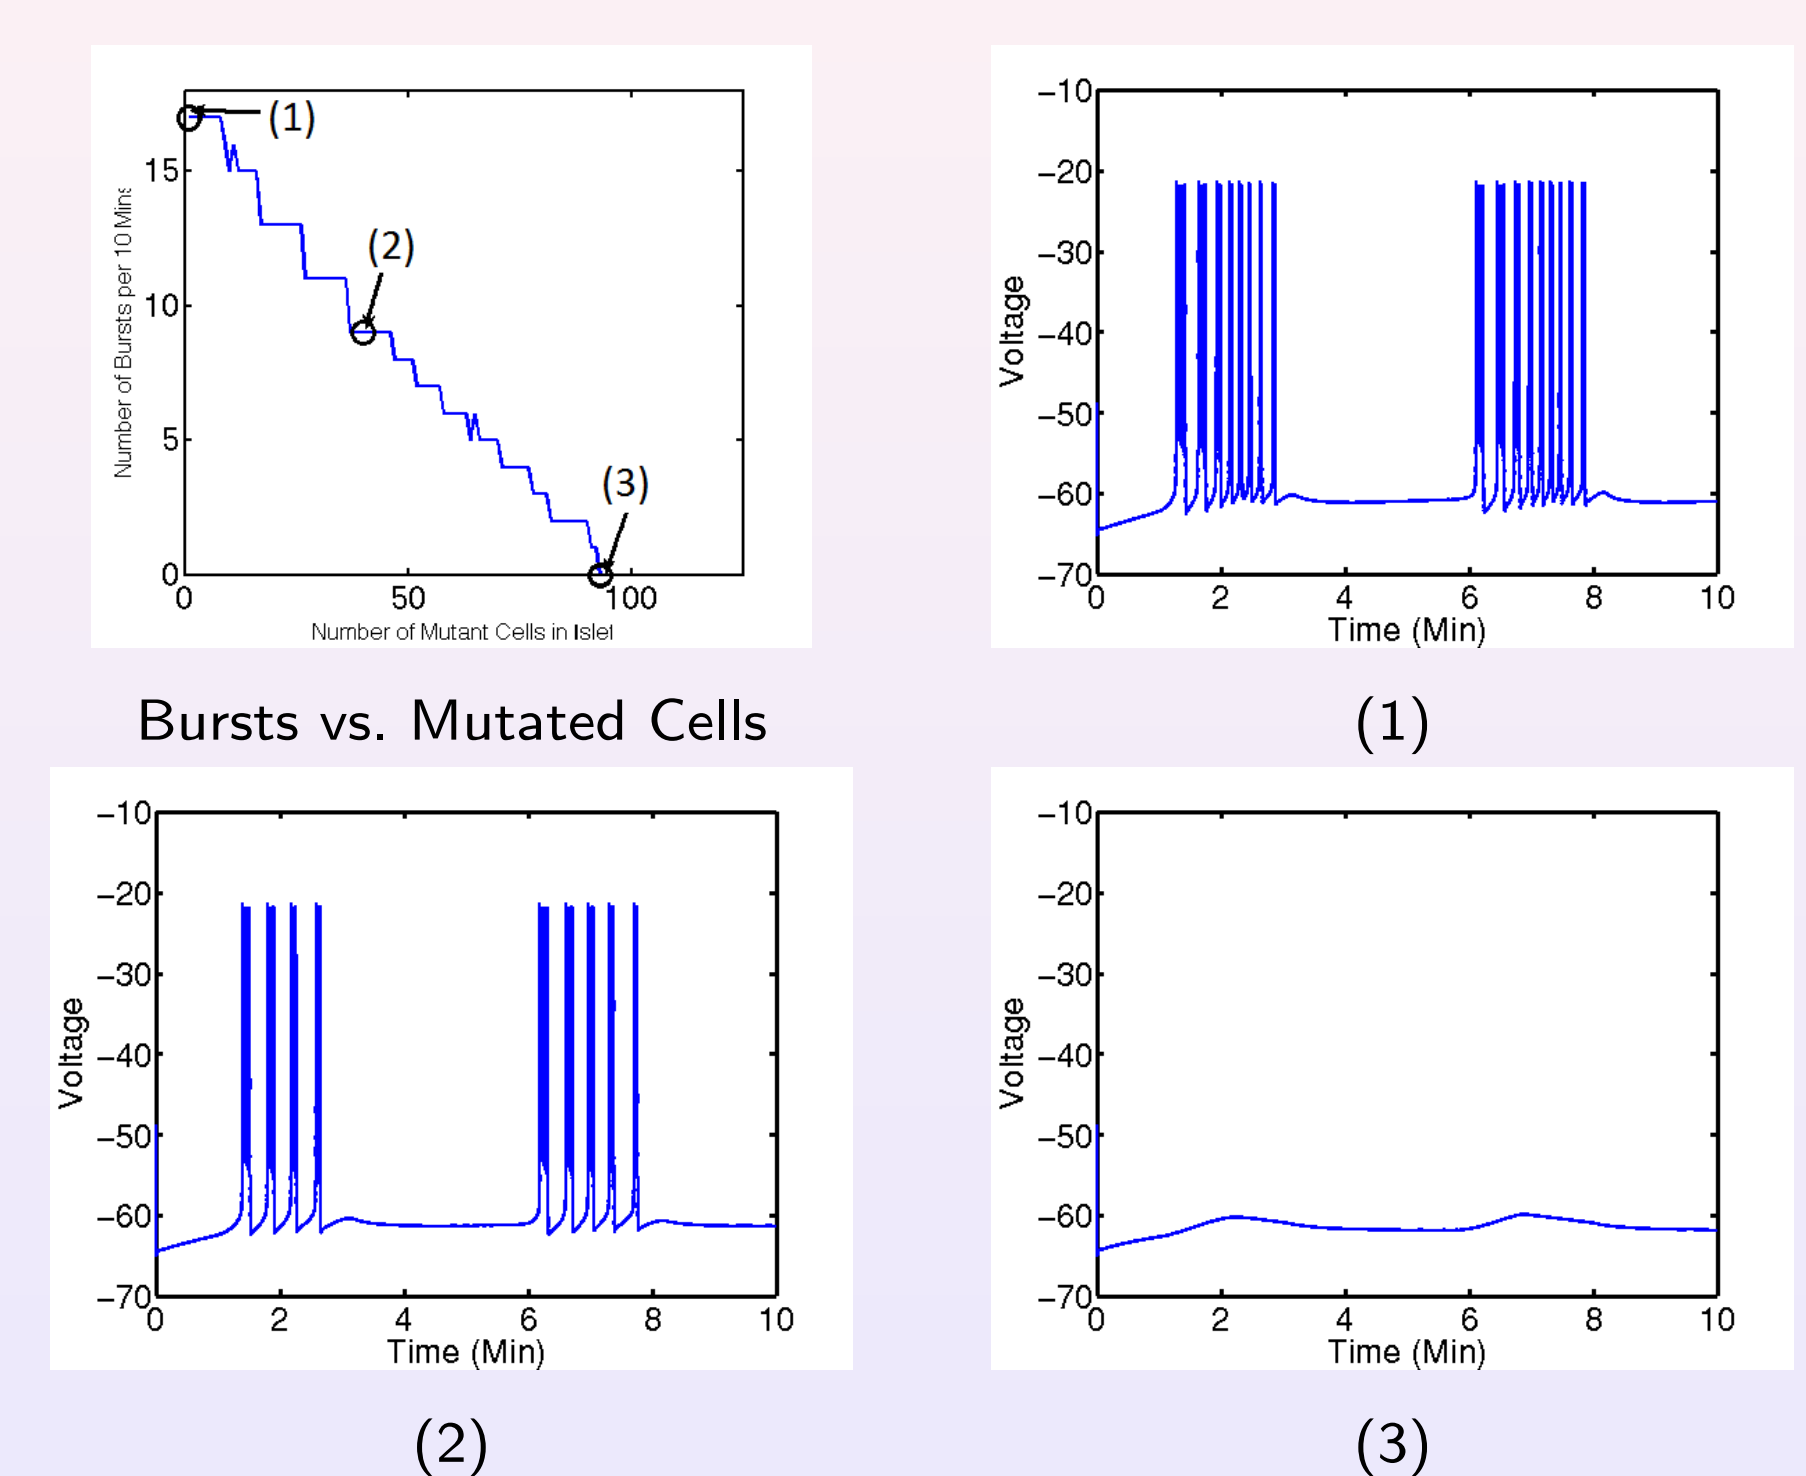 (1)
(2)
(3)
15
10
5
0
0 50 100
Number of Bursts per 10 Mins
Number of Mutant Cells in Islet
Bursts vs. Mutated Cells
−10
−20
−30
−40
−50
−60
−70
0 2 4 6 8 10
Voltage
Time (Min)
(1)
−10
−20
−30
−40
−50
−60
−70
0 2 4 6 8 10
Voltage
Time (Min)
(2)
−10
−20
−30
−40
−50
−60
−70
0 2 4 6 8 10
Voltage
Time (Min)
(3)